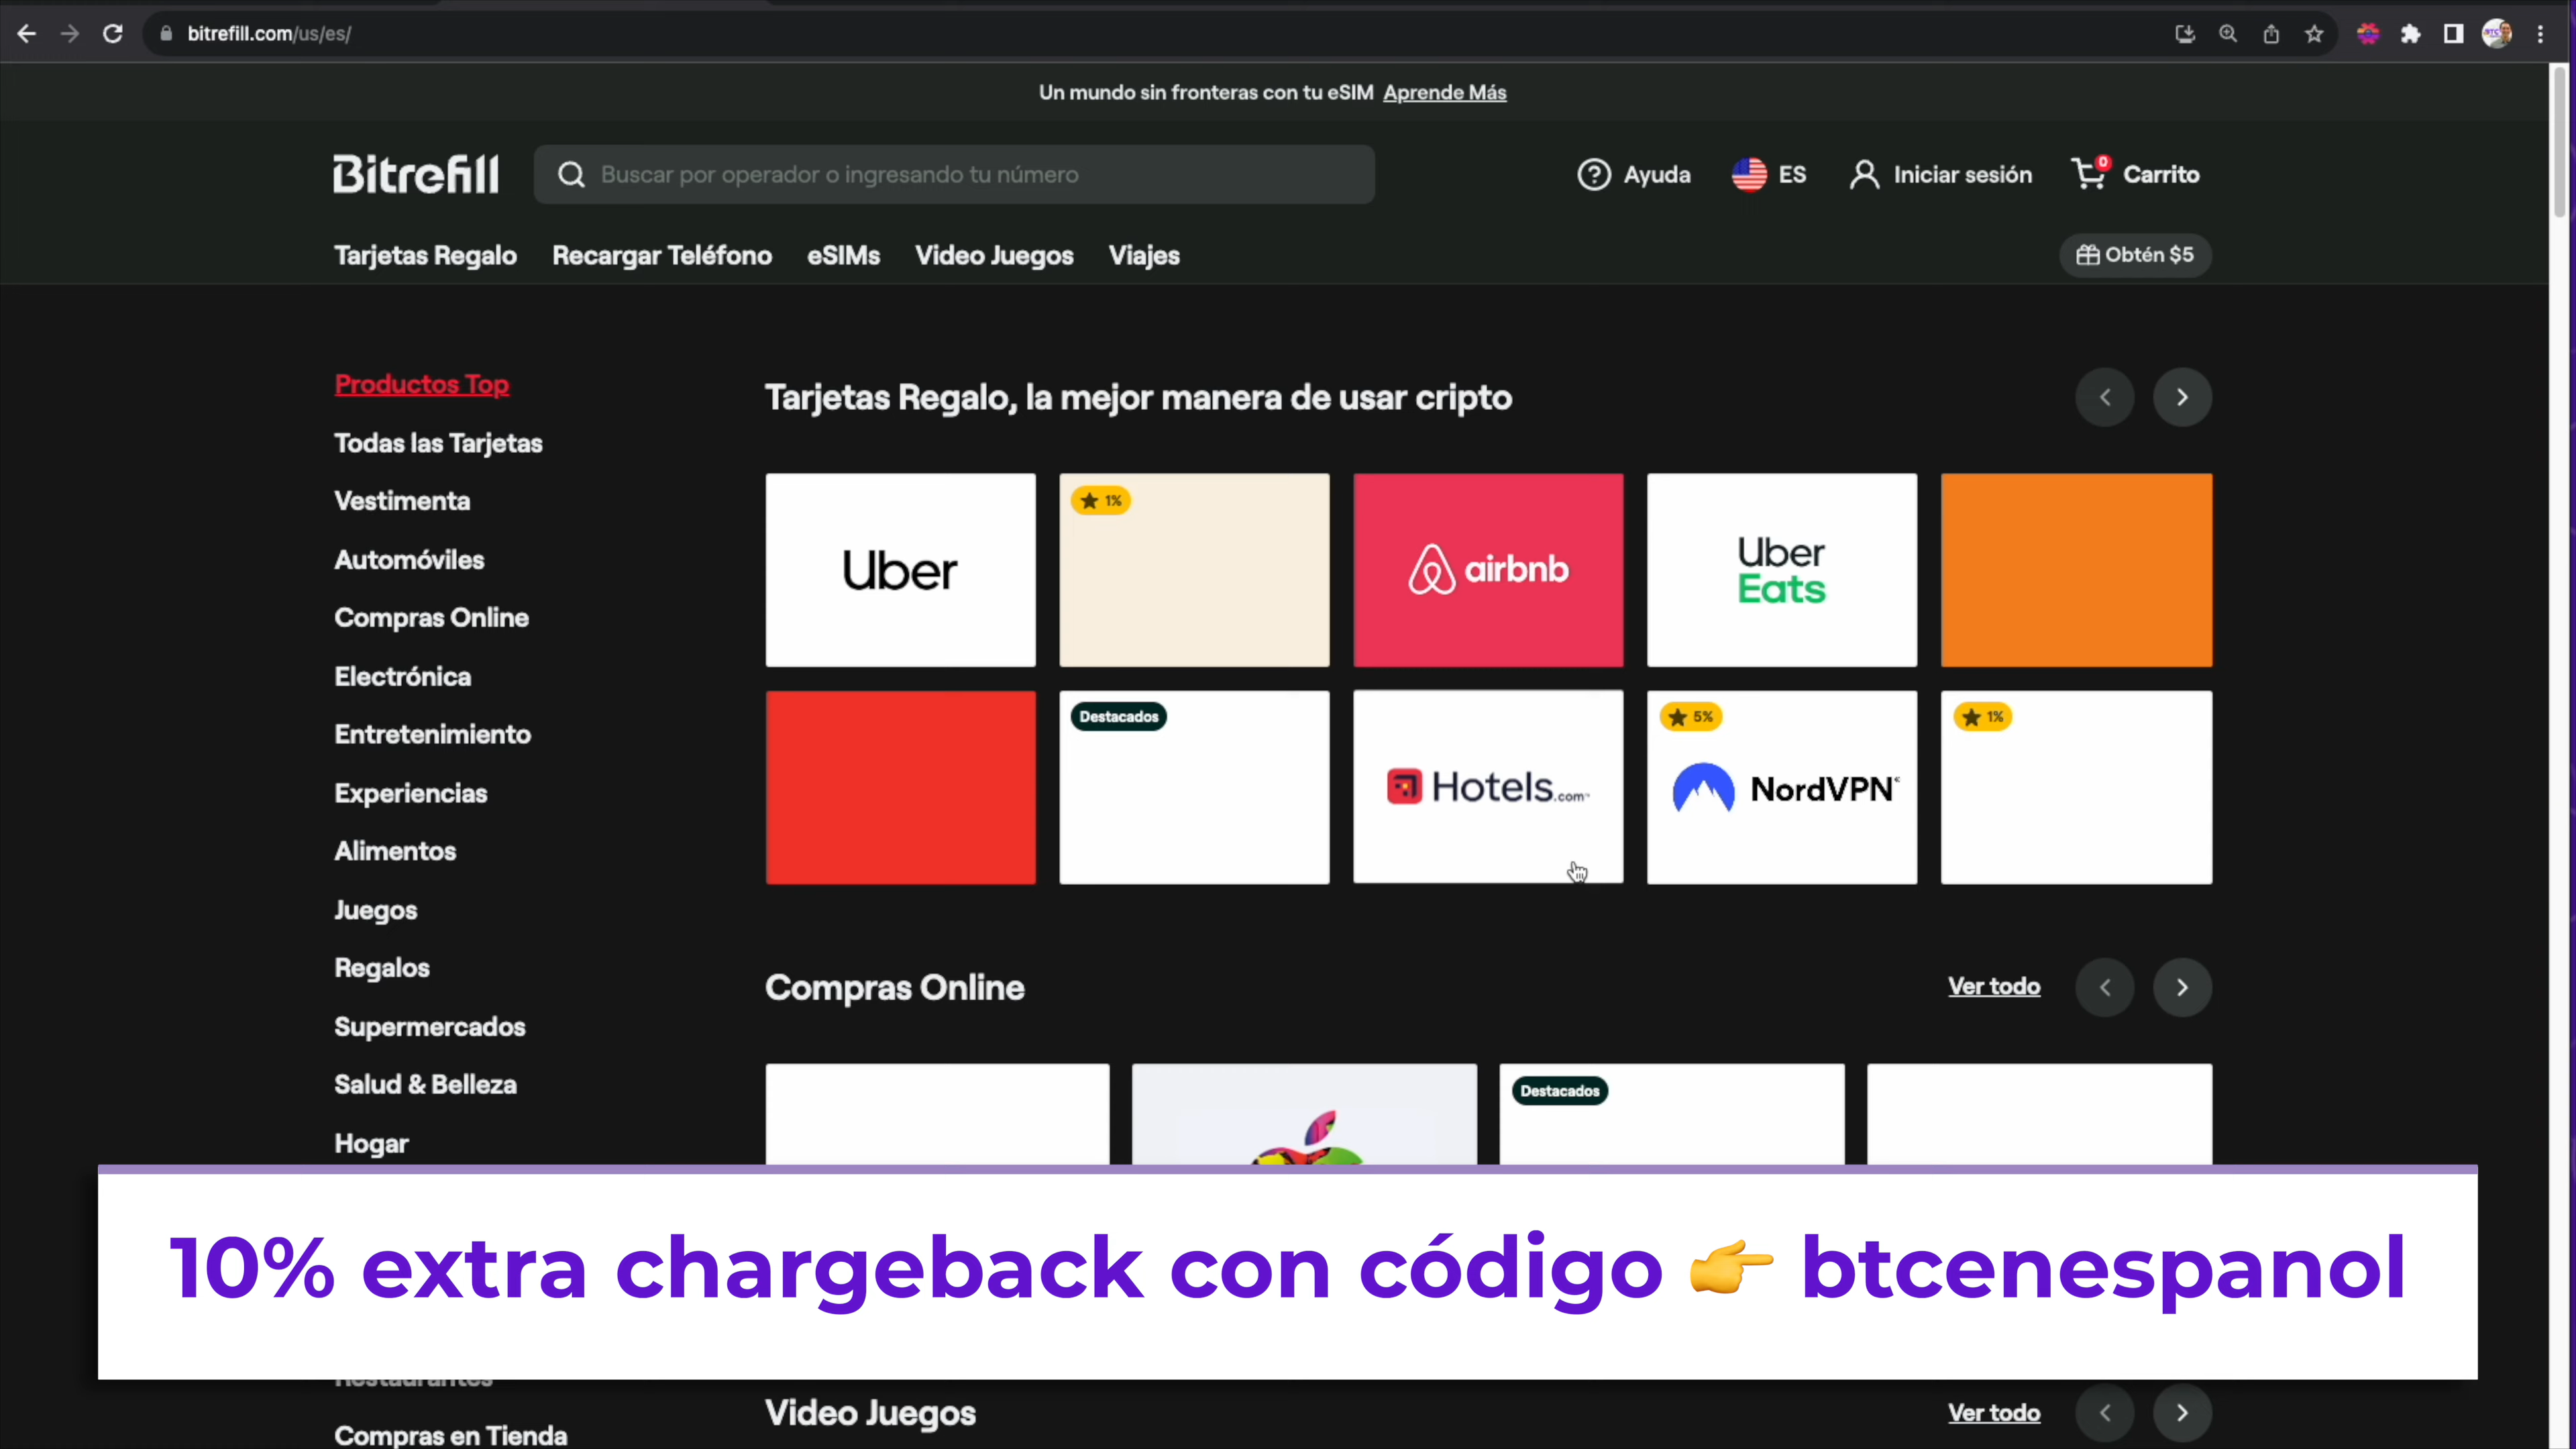 bitrefill.com/us/es/
Un mundo sin fronteras con tu eSIM Aprende Más
Bitrefill
Buscar por operador o ingresando tu número
Ayuda
ES
Iniciar sesión
0
Carrito
Tarjetas Regalo
Recargar Teléfono
eSIMs
Video Juegos
Viajes
Obtén $5
Productos Top
Todas las Tarjetas
Vestimenta
Automóviles
Compras Online
Electrónica
Entretenimiento
Experiencias
Alimentos
Juegos
Regalos
Supermercados
Salud & Belleza
Hogar
Restaurantes
Compras en Tienda
Tarjetas Regalo, la mejor manera de usar cripto
Uber
1%
airbnb
Uber
Eats
Destacados
Hotels.com
5%
NordVPN
1%
Compras Online
Ver todo
Destacados
10% extra chargeback con código 👉 btcenespanol
Video Juegos
Ver todo